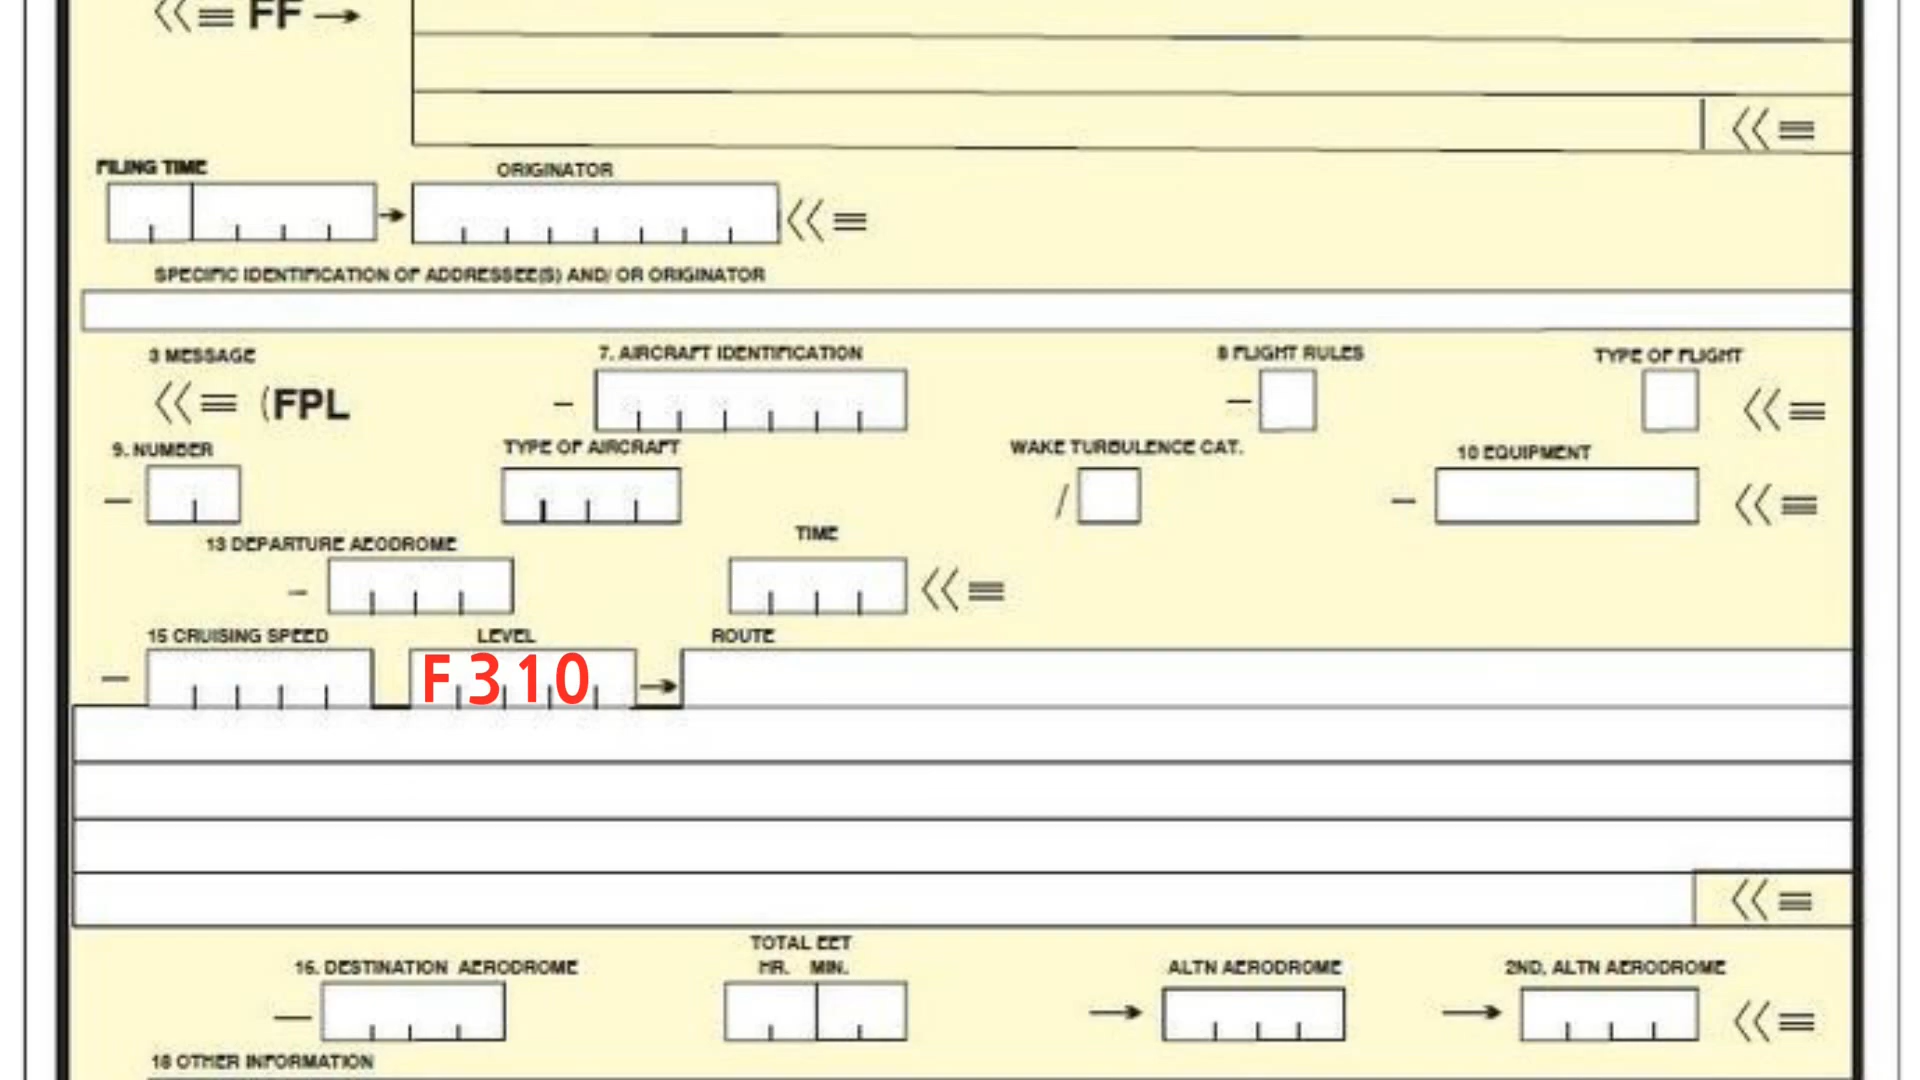 <<≡ FF →
<<≡
FILING TIME ORIGINATOR
→ <<≡
SPECIFIC IDENTIFICATION OF ADDRESSEE(S) AND/ OR ORIGINATOR
3 MESSAGE 7. AIRCRAFT IDENTIFICATION 8 FLIGHT RULES TYPE OF FLIGHT
<<≡ (FPL – – <<≡
9. NUMBER TYPE OF AIRCRAFT WAKE TURBULENCE CAT. 10 EQUIPMENT
– / – <<≡
13 DEPARTURE AEODROME TIME
– <<≡
15 CRUISING SPEED LEVEL ROUTE
– F310 →
<<≡
TOTAL EET
16. DESTINATION AERODROME HR. MIN. ALTN AERODROME 2ND. ALTN AERODROME
– → → <<≡
18 OTHER INFORMATION